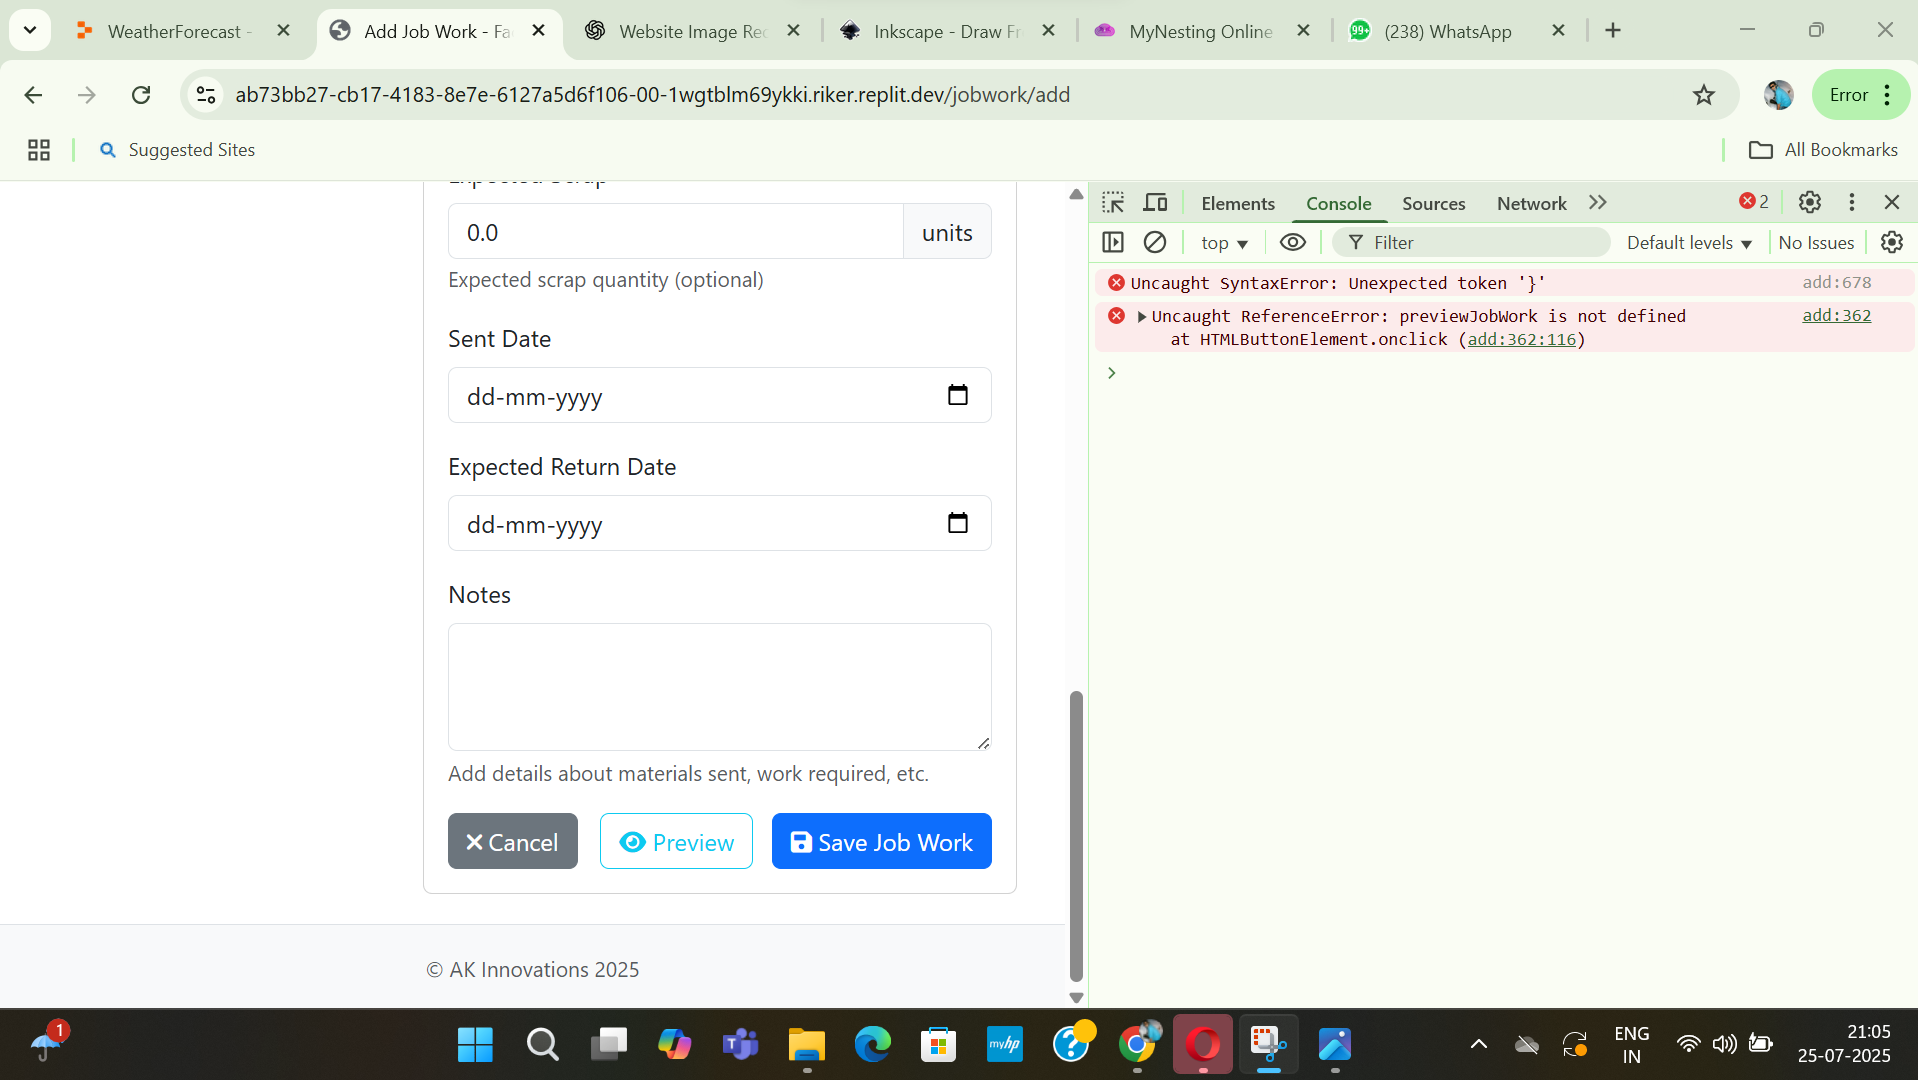 WeatherForecast -
Add Job Work - Fa
Website Image Rec
Inkscape - Draw Fr
MyNesting Online
99+
(238) WhatsApp
ab73bb27-cb17-4183-8e7e-6127a5d6f106-00-1wgtblm69ykki.riker.replit.dev/jobwork/add
Error
Suggested Sites
All Bookmarks
Expected Scrap
0.0
units
Expected scrap quantity (optional)
Sent Date
dd-mm-yyyy
Expected Return Date
dd-mm-yyyy
Notes
Add details about materials sent, work required, etc.
Cancel
Preview
Save Job Work
© AK Innovations 2025
Elements
Console
Sources
Network
2
top
Filter
Default levels
No Issues
Uncaught SyntaxError: Unexpected token '}'
add:678
Uncaught ReferenceError: previewJobWork is not defined
add:362
at HTMLButtonElement.onclick (add:362:116)
1
myhp
ENG
IN
21:05
25-07-2025